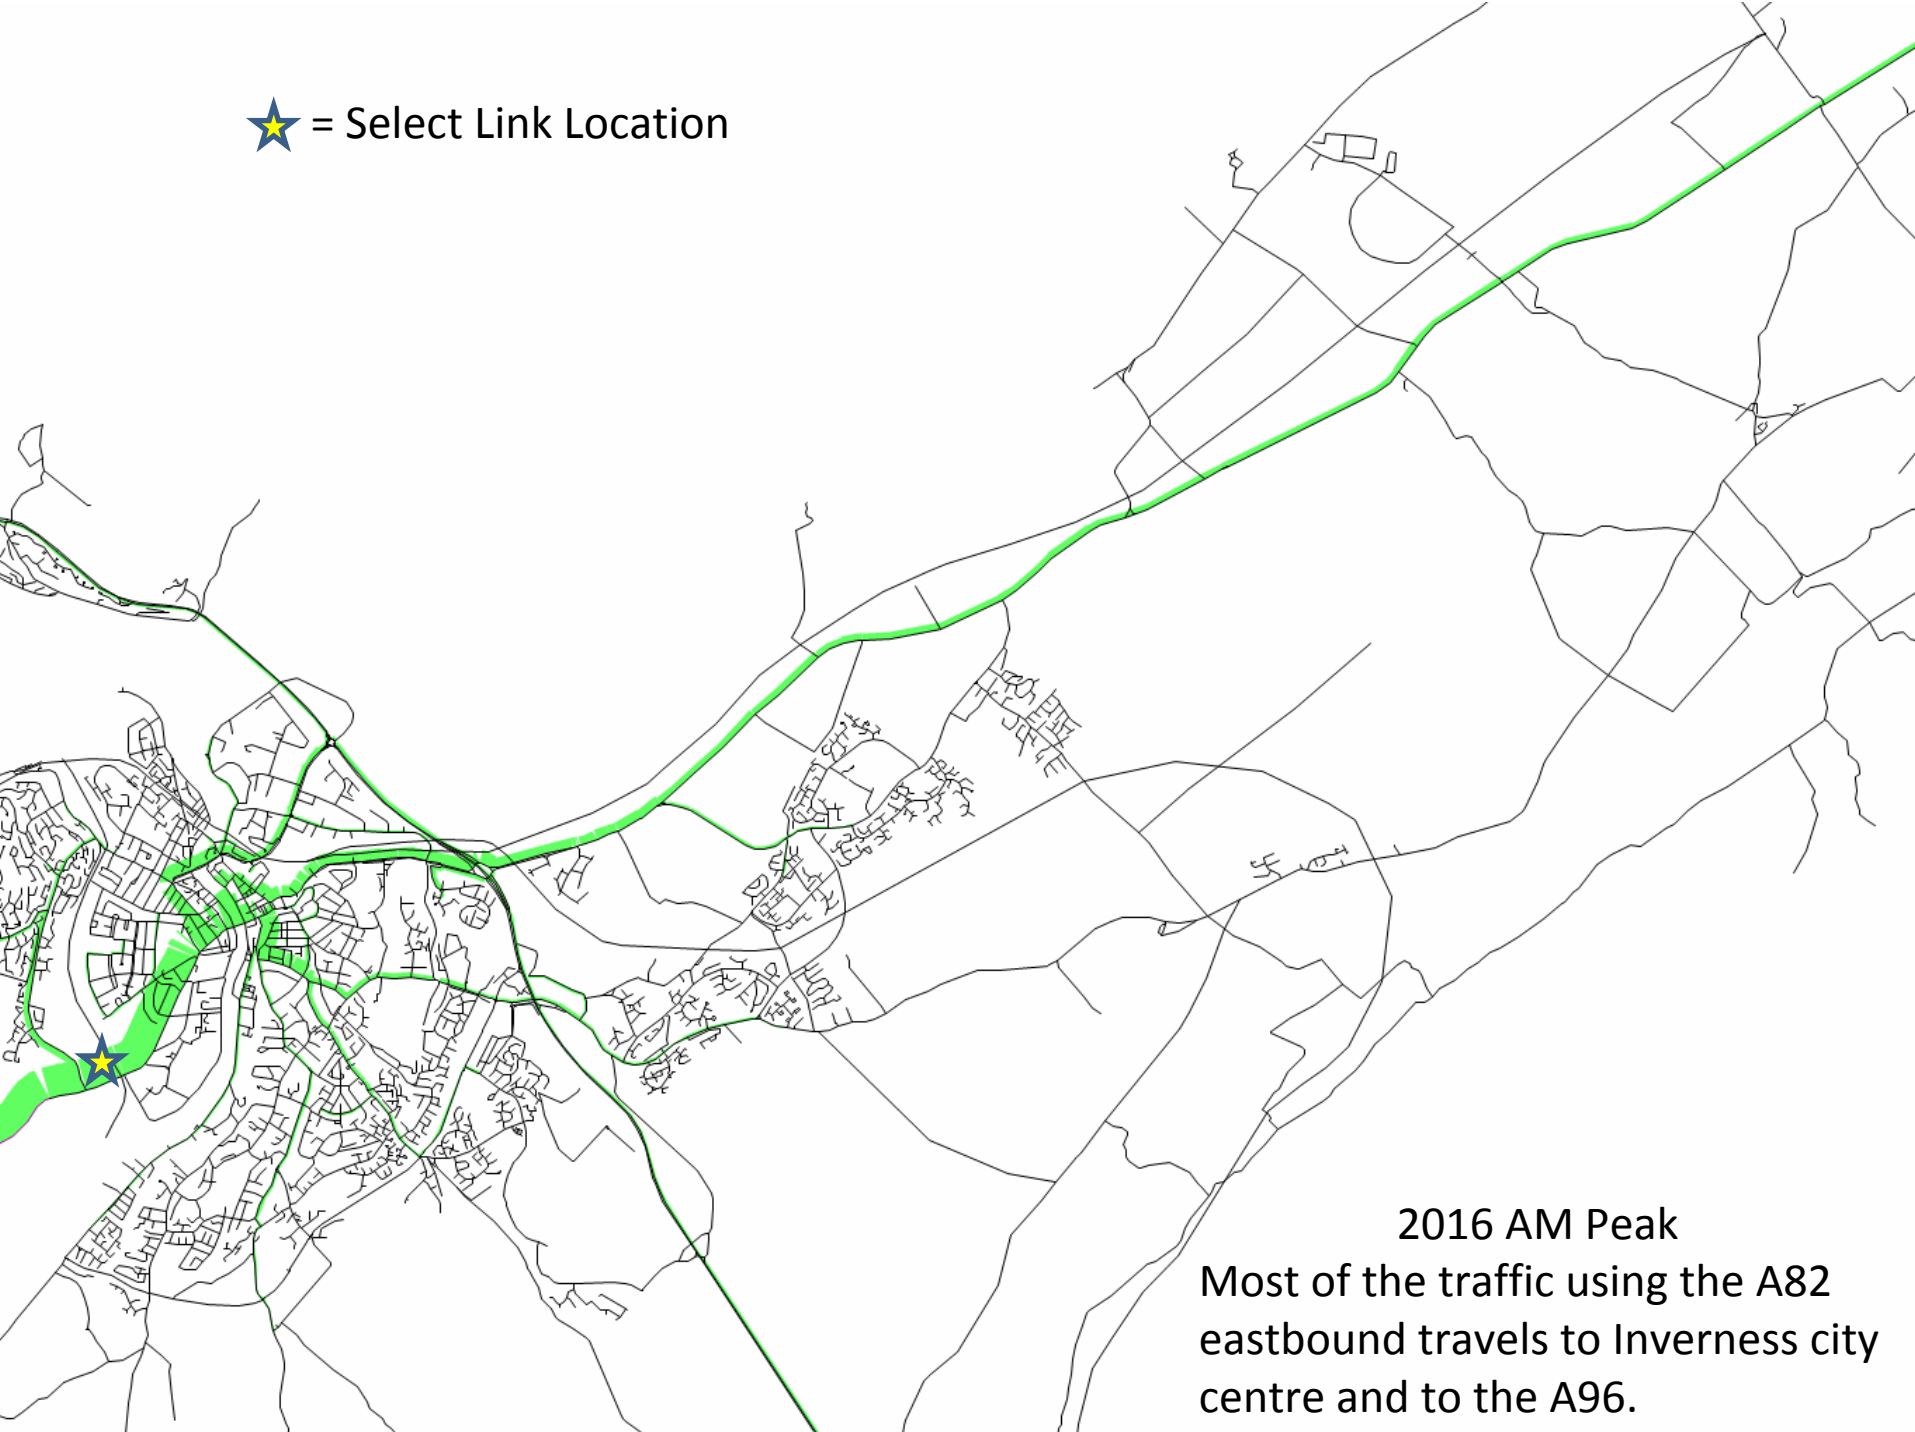 = Select Link Location
2016 AM Peak
Most of the traffic using the A82
eastbound travels to Inverness city
centre and to the A96.